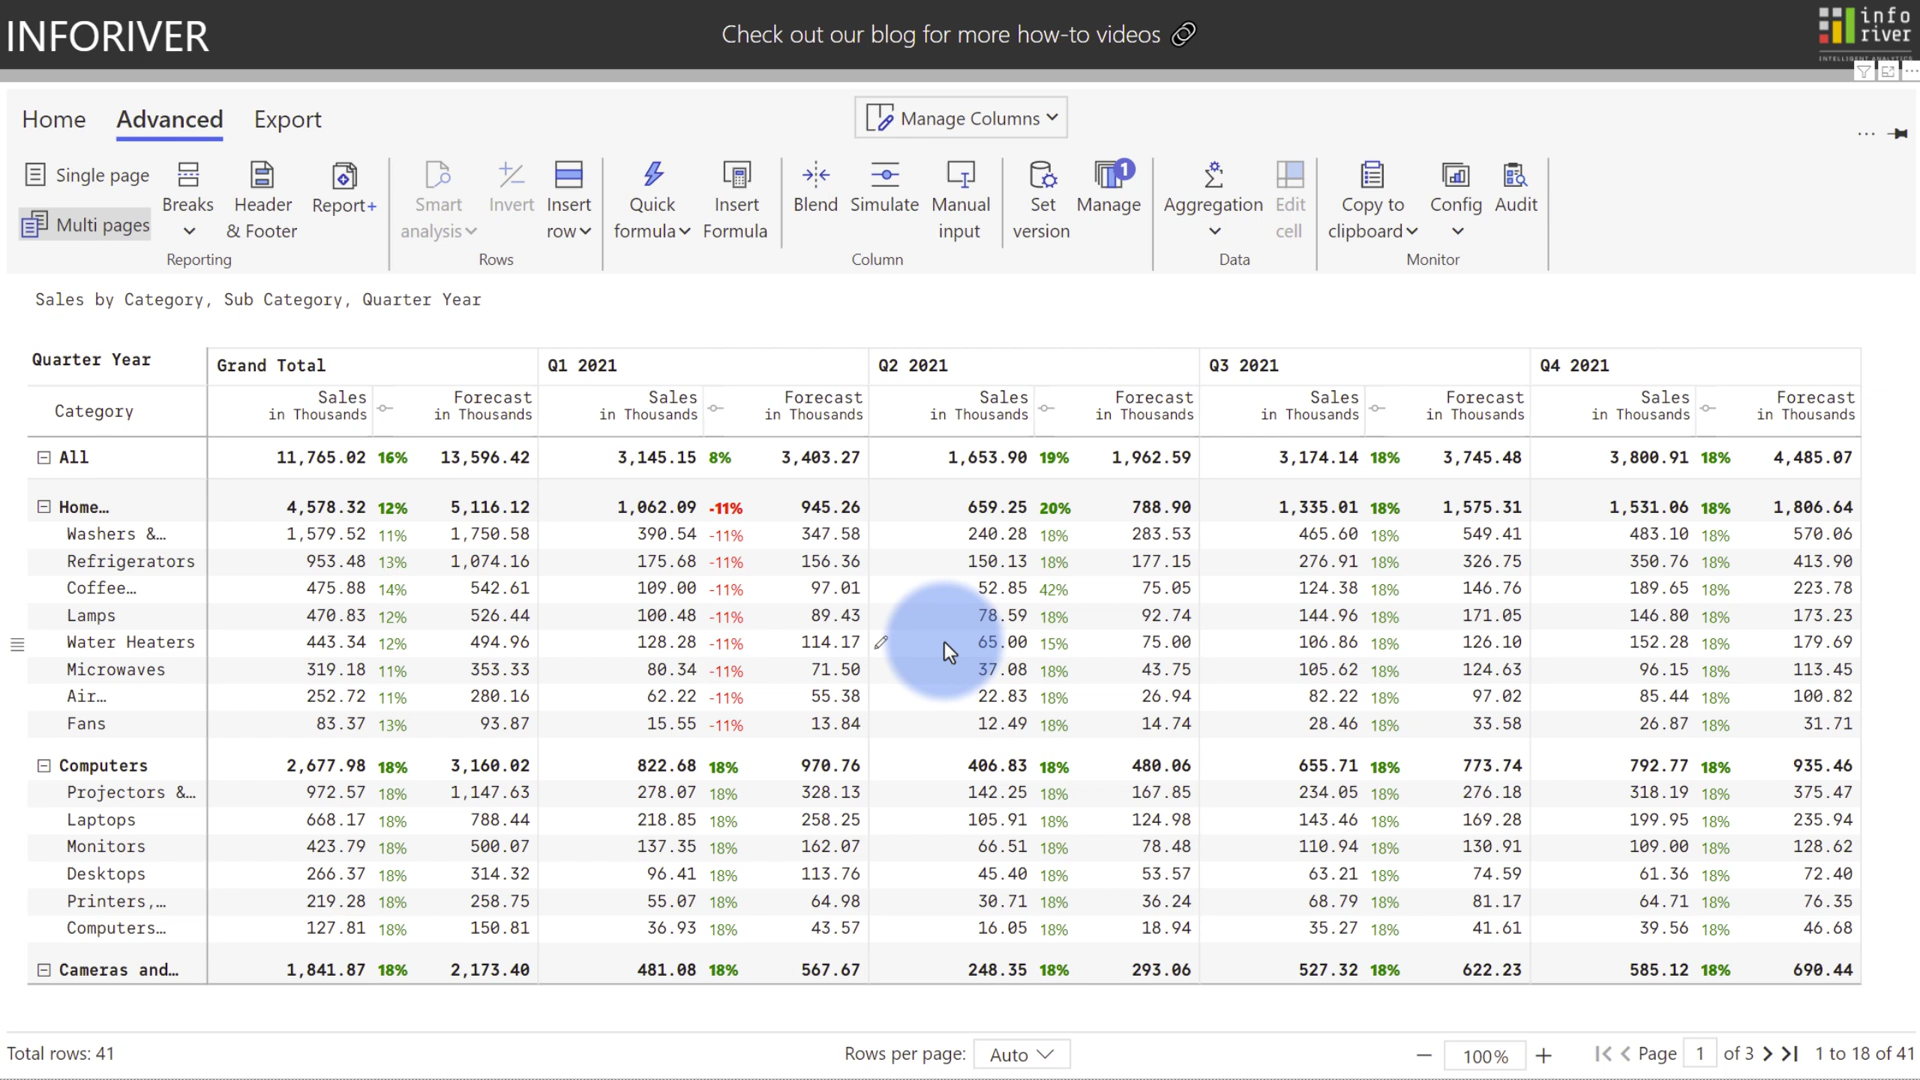 INFORIVER
Check out our blog for more how-to videos
info
river
INTELLIGENT ANALYTICS
Home Advanced Export
Manage Columns
Single page
Multi pages
Breaks
Header
& Footer
Report+
Reporting
Smart
analysis
Invert
Insert
row
Rows
Quick
formula
Insert
Formula
Blend
Simulate
Manual
input
Column
Set
version
Manage
1
Aggregation
Edit
cell
Data
Copy to
clipboard
Config
Audit
Monitor
Sales by Category, Sub Category, Quarter Year
Quarter Year Grand Total Q1 2021 Q2 2021 Q3 2021 Q4 2021
Category Sales Forecast Sales Forecast Sales Forecast Sales Forecast Sales Forecast
in Thousands in Thousands in Thousands in Thousands in Thousands in Thousands in Thousands in Thousands in Thousands in Thousands
All 11,765.02 16% 13,596.42 3,145.15 8% 3,403.27 1,653.90 19% 1,962.59 3,174.14 18% 3,745.48 3,800.91 18% 4,485.07
Home… 4,578.32 12% 5,116.12 1,062.09 -11% 945.26 659.25 20% 788.90 1,335.01 18% 1,575.31 1,531.06 18% 1,806.64
Washers &… 1,579.52 11% 1,750.58 390.54 -11% 347.58 240.28 18% 283.53 465.60 18% 549.41 483.10 18% 570.06
Refrigerators 953.48 13% 1,074.16 175.68 -11% 156.36 150.13 18% 177.15 276.91 18% 326.75 350.76 18% 413.90
Coffee… 475.88 14% 542.61 109.00 -11% 97.01 52.85 42% 75.05 124.38 18% 146.76 189.65 18% 223.78
Lamps 470.83 12% 526.44 100.48 -11% 89.43 78.59 18% 92.74 144.96 18% 171.05 146.80 18% 173.23
Water Heaters 443.34 12% 494.96 128.28 -11% 114.17 65.00 15% 75.00 106.86 18% 126.10 152.28 18% 179.69
Microwaves 319.18 11% 353.33 80.34 -11% 71.50 37.08 18% 43.75 105.62 18% 124.63 96.15 18% 113.45
Air… 252.72 11% 280.16 62.22 -11% 55.38 22.83 18% 26.94 82.22 18% 97.02 85.44 18% 100.82
Fans 83.37 13% 93.87 15.55 -11% 13.84 12.49 18% 14.74 28.46 18% 33.58 26.87 18% 31.71
Computers 2,677.98 18% 3,160.02 822.68 18% 970.76 406.83 18% 480.06 655.71 18% 773.74 792.77 18% 935.46
Projectors &… 972.57 18% 1,147.63 278.07 18% 328.13 142.25 18% 167.85 234.05 18% 276.18 318.19 18% 375.47
Laptops 668.17 18% 788.44 218.85 18% 258.25 105.91 18% 124.98 143.46 18% 169.28 199.95 18% 235.94
Monitors 423.79 18% 500.07 137.35 18% 162.07 66.51 18% 78.48 110.94 18% 130.91 109.00 18% 128.62
Desktops 266.37 18% 314.32 96.41 18% 113.76 45.40 18% 53.57 63.21 18% 74.59 61.36 18% 72.40
Printers,… 219.28 18% 258.75 55.07 18% 64.98 30.71 18% 36.24 68.79 18% 81.17 64.71 18% 76.35
Computers… 127.81 18% 150.81 36.93 18% 43.57 16.05 18% 18.94 35.27 18% 41.61 39.56 18% 46.68
Cameras and… 1,841.87 18% 2,173.40 481.08 18% 567.67 248.35 18% 293.06 527.32 18% 622.23 585.12 18% 690.44
Total rows: 41 Rows per page: Auto 100% Page 1 of 3 1 to 18 of 41